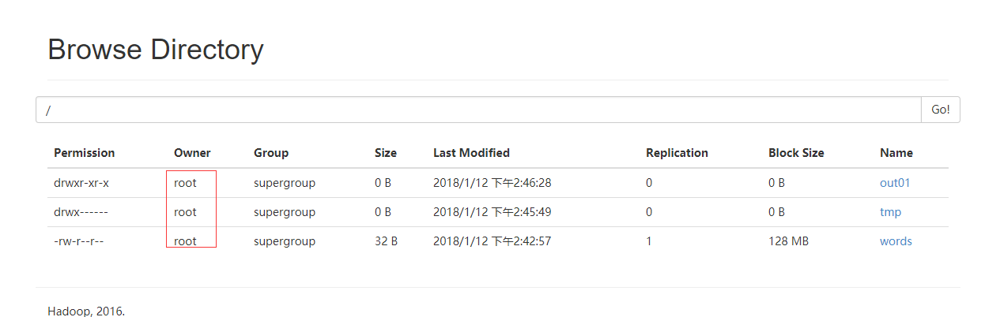 Browse Directory
/ Go!
Permission Owner Group Size Last Modified Replication Block Size Name
drwxr-xr-x root supergroup 0 B 2018/1/12 下午2:46:28 0 0 B out01
drwx------ root supergroup 0 B 2018/1/12 下午2:45:49 0 0 B tmp
-rw-r--r-- root supergroup 32 B 2018/1/12 下午2:42:57 1 128 MB words
Hadoop, 2016.